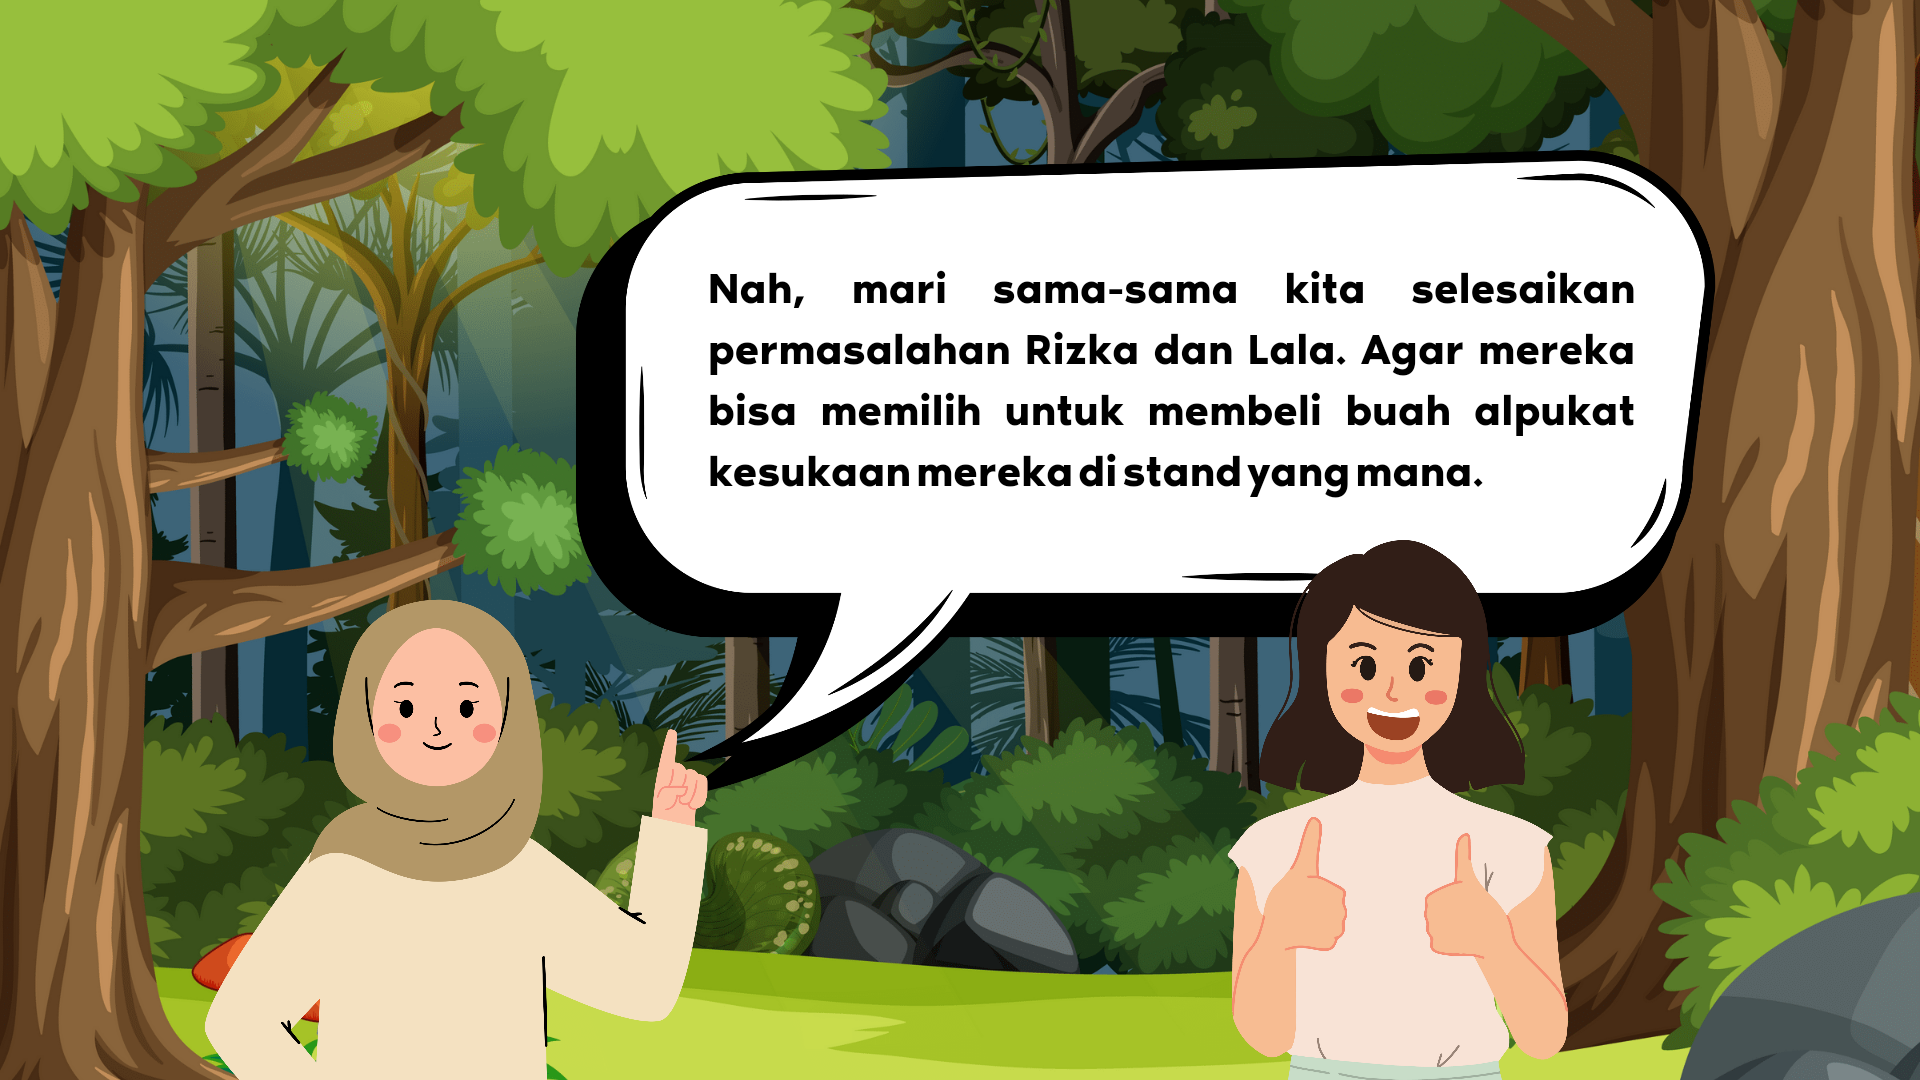 Nah, mari sama-sama kita selesaikan
permasalahan Rizka dan Lala. Agar mereka
bisa memilih untuk membeli buah alpukat
kesukaan mereka di stand yang mana.